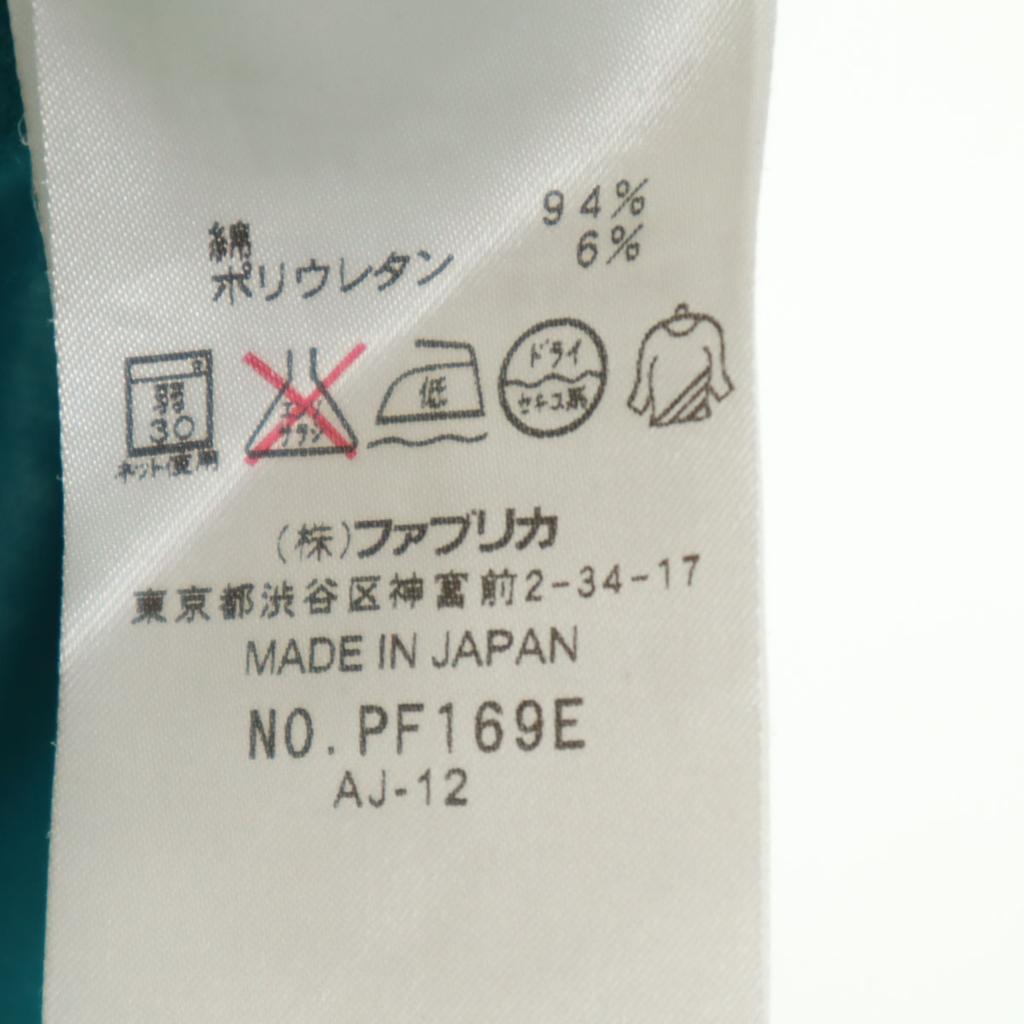 綿 94%
ポリウレタン 6%
弱
30
ネット使用
エンソ
サラシ
低
ドライ
セキユ系
(株)ファブリカ
東京都渋谷区神宮前2-34-17
MADE IN JAPAN
NO.PF169E
AJ-12